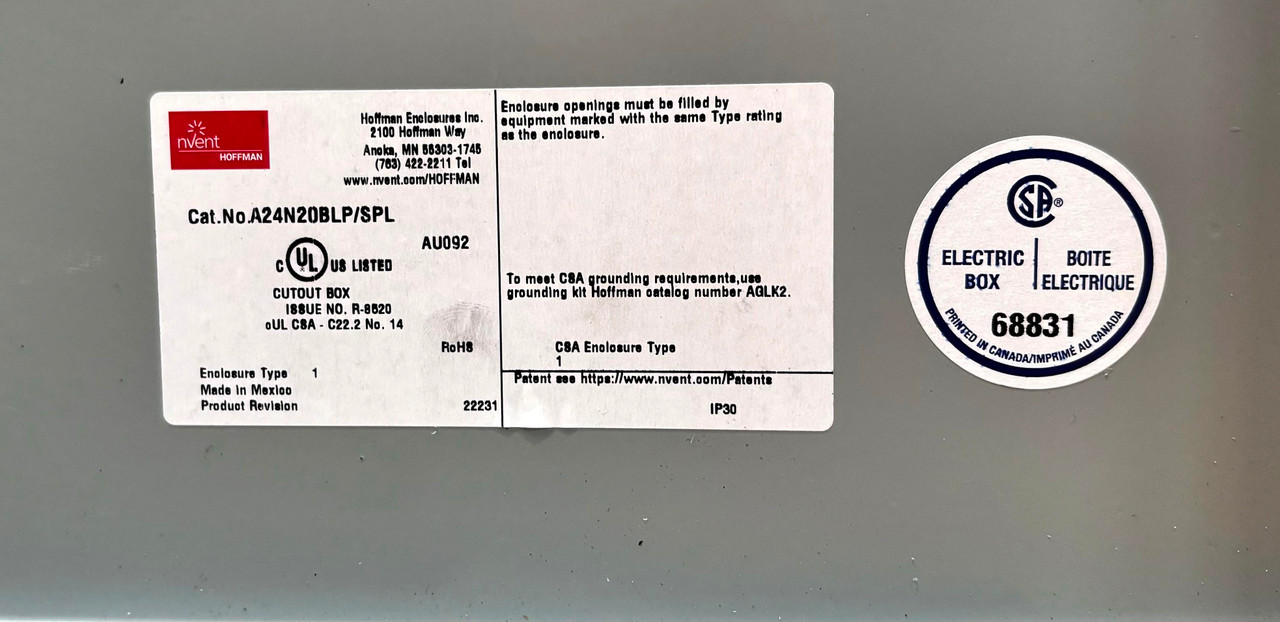 nvent
HOFFMAN
Hoffman Enclosures Inc.
2100 Hoffman Way
Anoka, MN 55303-1745
(763) 422-2211 Tel
www.nvent.com/HOFFMAN
Cat.No.A24N20BLP/SPL
AU092
C UL US LISTED
CUTOUT BOX
ISSUE NO. R-8520
cUL CSA - C22.2 No. 14
RoHS
Enclosure Type 1
Made in Mexico
Product Revision 22231
Enclosure openings must be filled by
equipment marked with the same Type rating
as the enclosure.
To meet CSA grounding requirements,use
grounding kit Hoffman catalog number AGLK2.
CSA Enclosure Type
1
Patent see https://www.nvent.com/Patents
IP30
CSA®
ELECTRIC BOX
BOITE ELECTRIQUE
68831
PRINTED IN CANADA/IMPRIMÉ AU CANADA